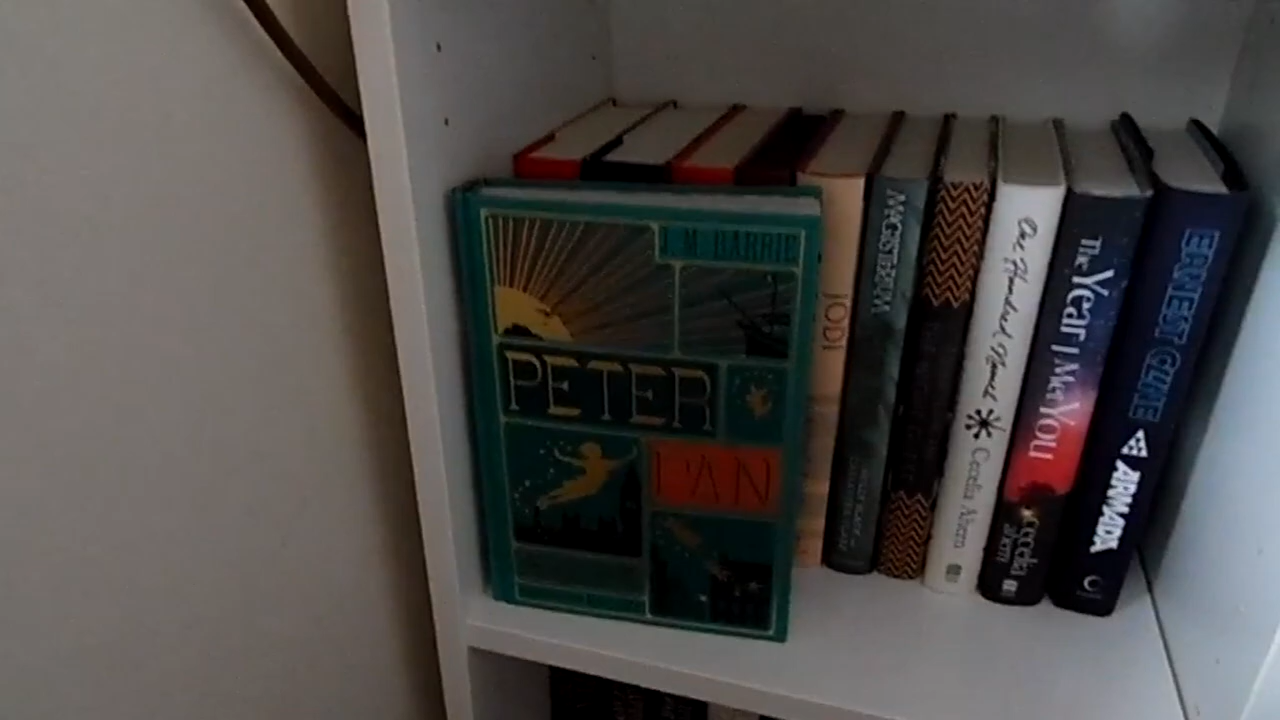 J. M. BARRIE
PETER
PAN
JODI
MAGISTERIUM
One Hundred Names
Cecelia Ahern
The Year I Met You
cecelia
ahern
ERNEST CLINE
ARMADA